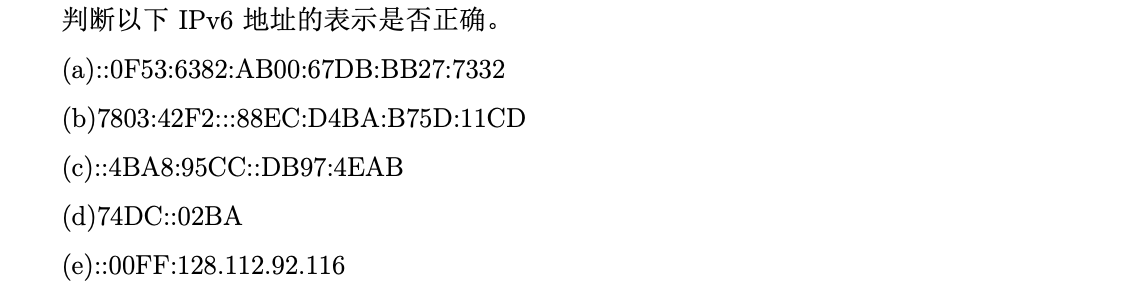 判断以下 IPv6 地址的表示是否正确。
(a)::0F53:6382:AB00:67DB:BB27:7332
(b)7803:42F2:::88EC:D4BA:B75D:11CD
(c)::4BA8:95CC::DB97:4EAB
(d)74DC::02BA
(e)::00FF:128.112.92.116